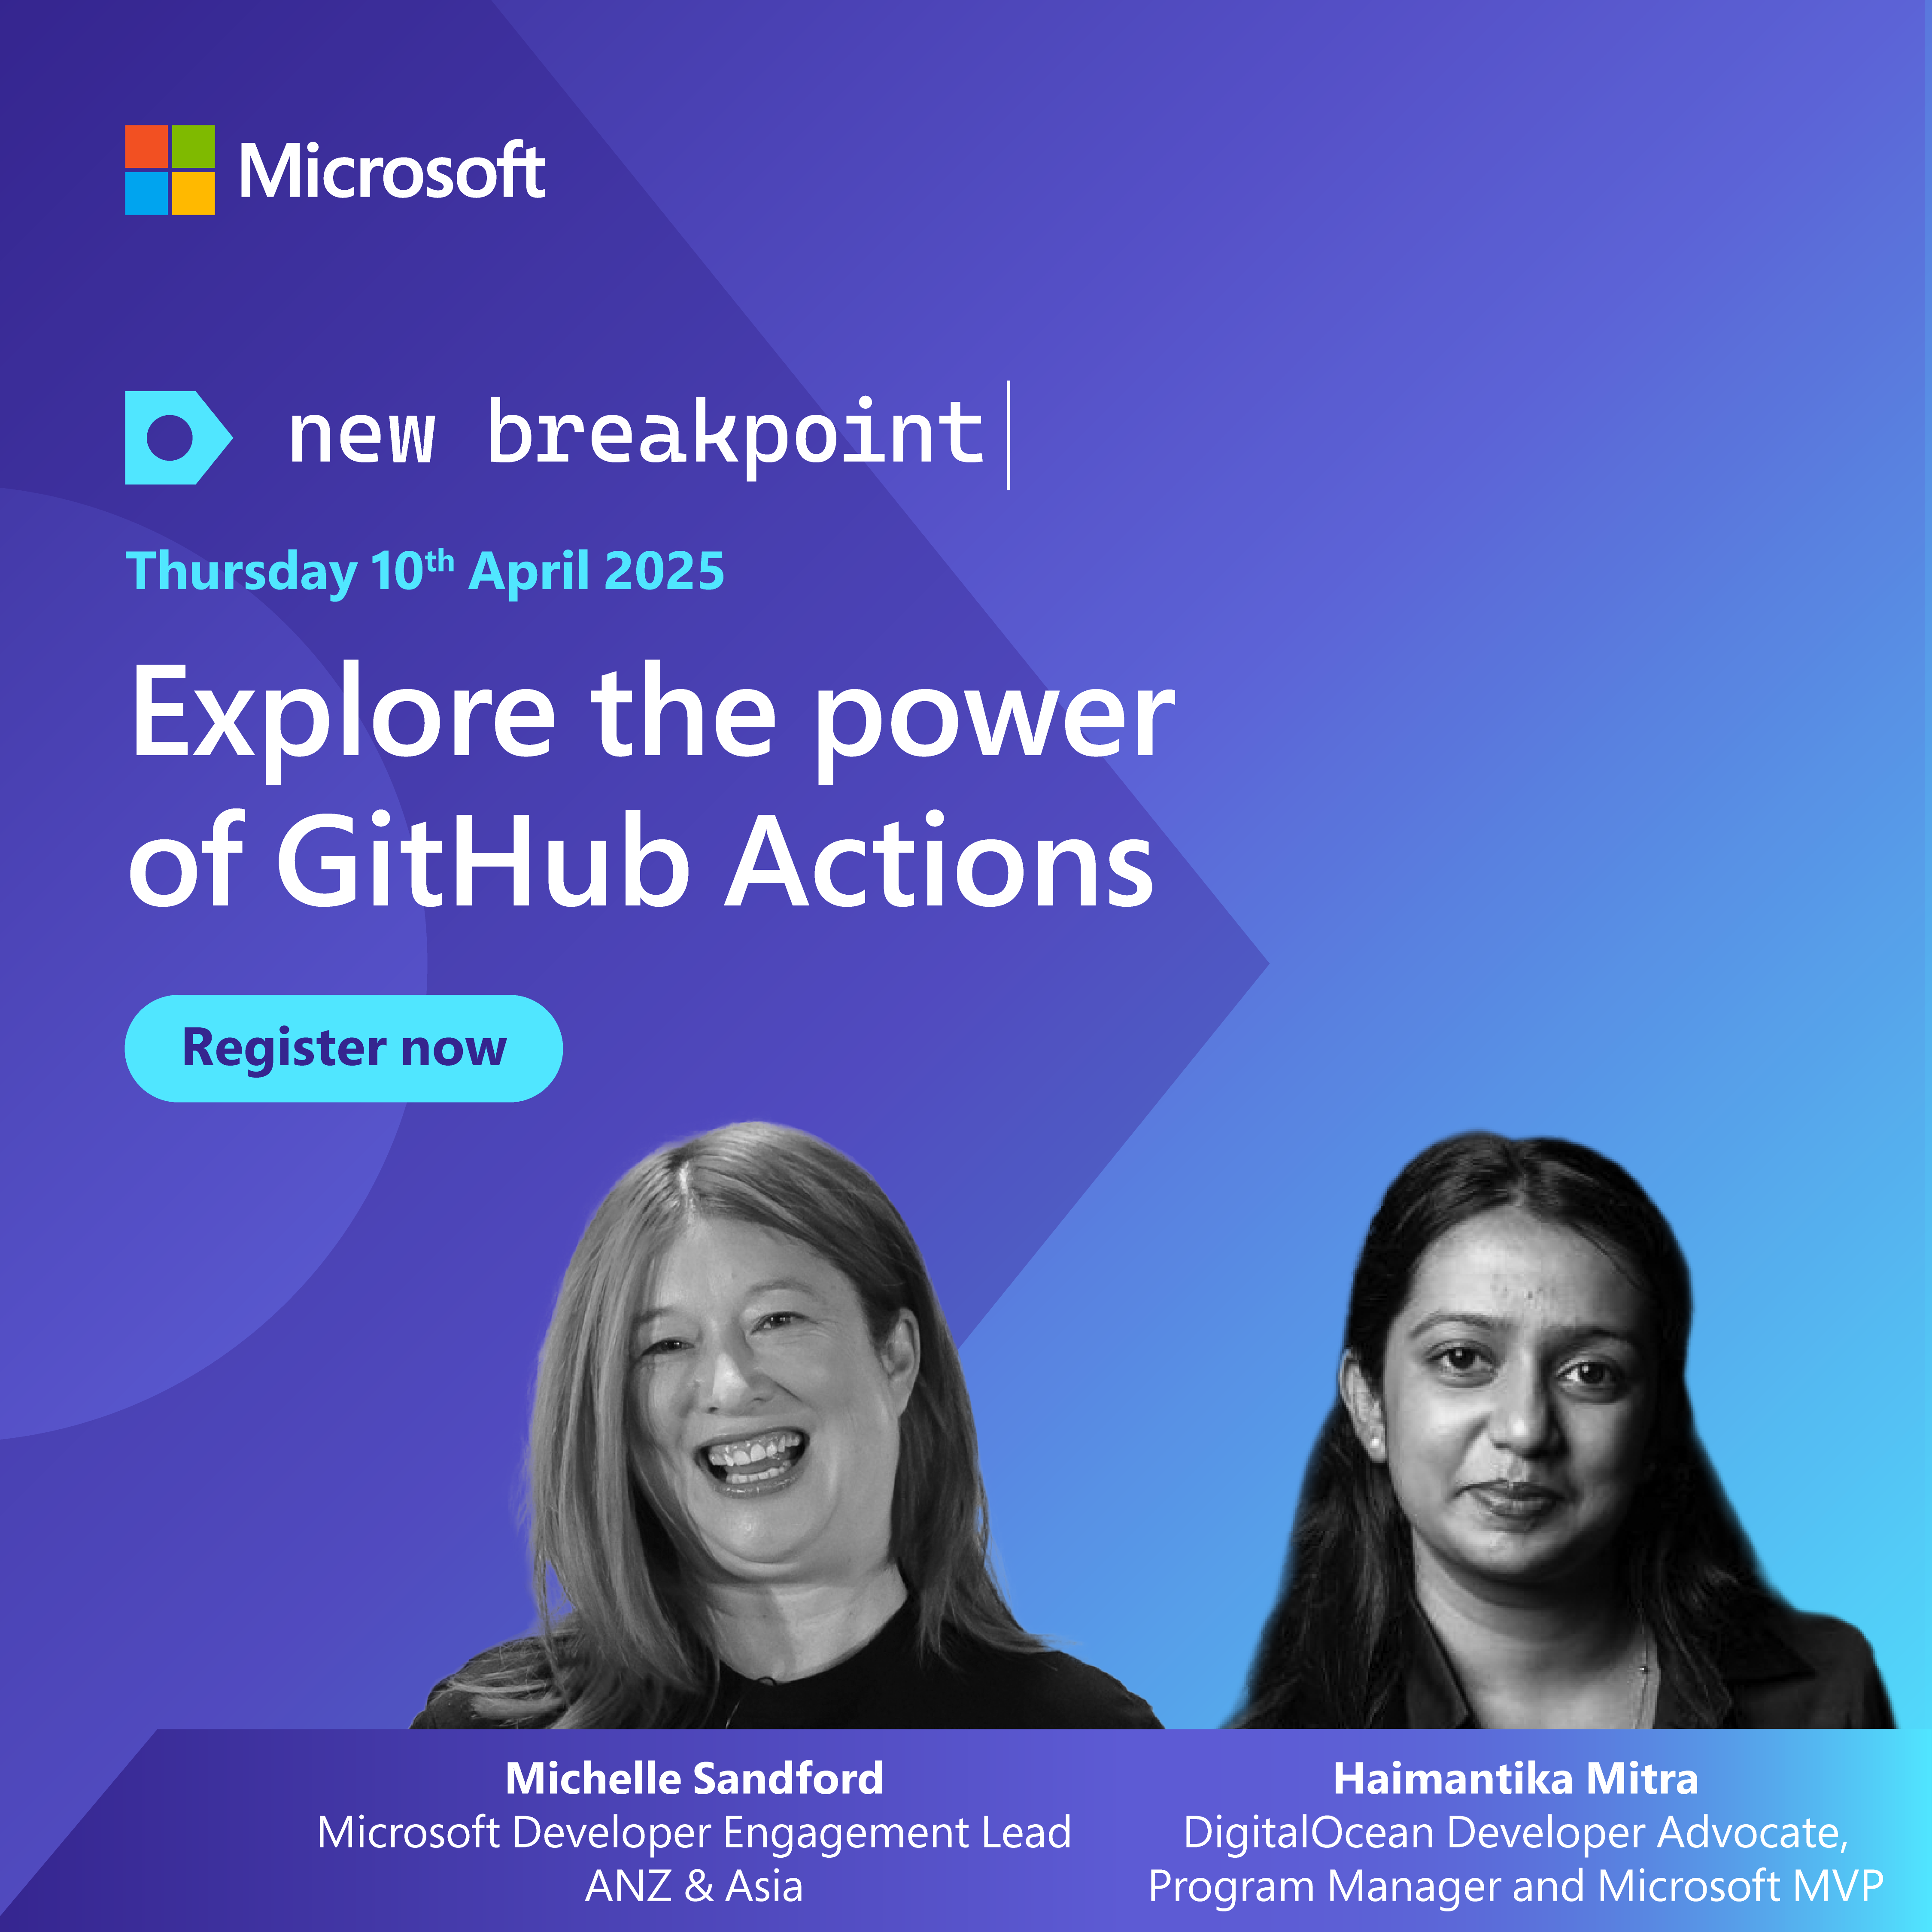 Microsoft
new breakpoint
Thursday 10th April 2025
Explore the power
of GitHub Actions
Register now
Michelle Sandford
Microsoft Developer Engagement Lead
ANZ & Asia
Haimantika Mitra
DigitalOcean Developer Advocate,
Program Manager and Microsoft MVP